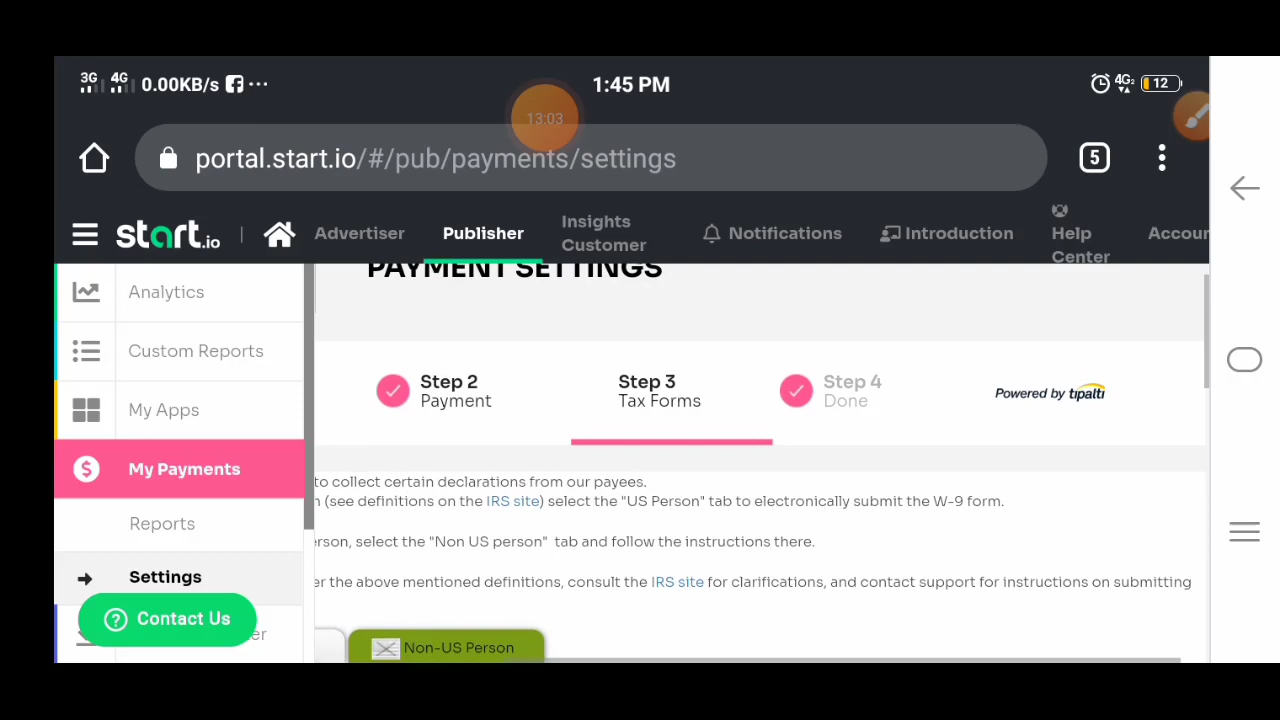 3G 4G 0.00KB/s ··· 1:45 PM 4G2 12
13:03
portal.start.io/#/pub/payments/settings 5
start.io | Advertiser Publisher Insights Customer Notifications Introduction Help Center Accoun
PAYMENT SETTINGS
Analytics
Custom Reports
My Apps
My Payments
Reports
Settings
Contact Us
er
Step 2
Payment
Step 3
Tax Forms
Step 4
Done
Powered by tipalti
to collect certain declarations from our payees.
n (see definitions on the IRS site) select the "US Person" tab to electronically submit the W-9 form.
erson, select the "Non US person" tab and follow the instructions there.
er the above mentioned definitions, consult the IRS site for clarifications, and contact support for instructions on submitting
Non-US Person